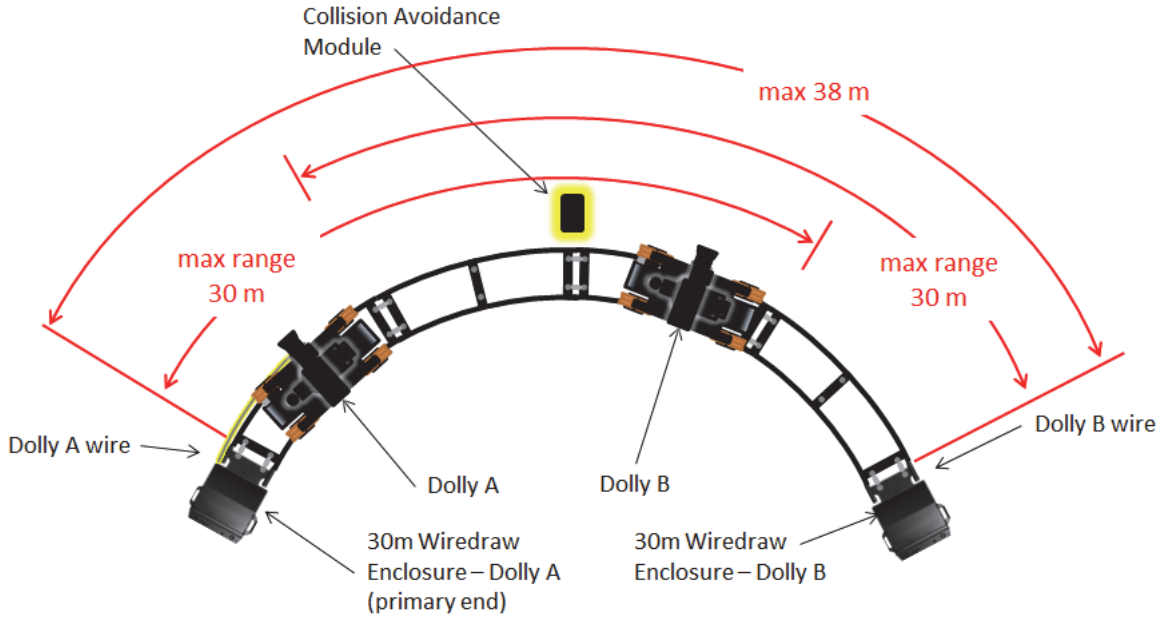 Collision Avoidance
Module
max 38 m
max range
30 m
max range
30 m
Dolly A wire
Dolly B wire
Dolly A
Dolly B
30m Wiredraw
Enclosure – Dolly A
(primary end)
30m Wiredraw
Enclosure – Dolly B